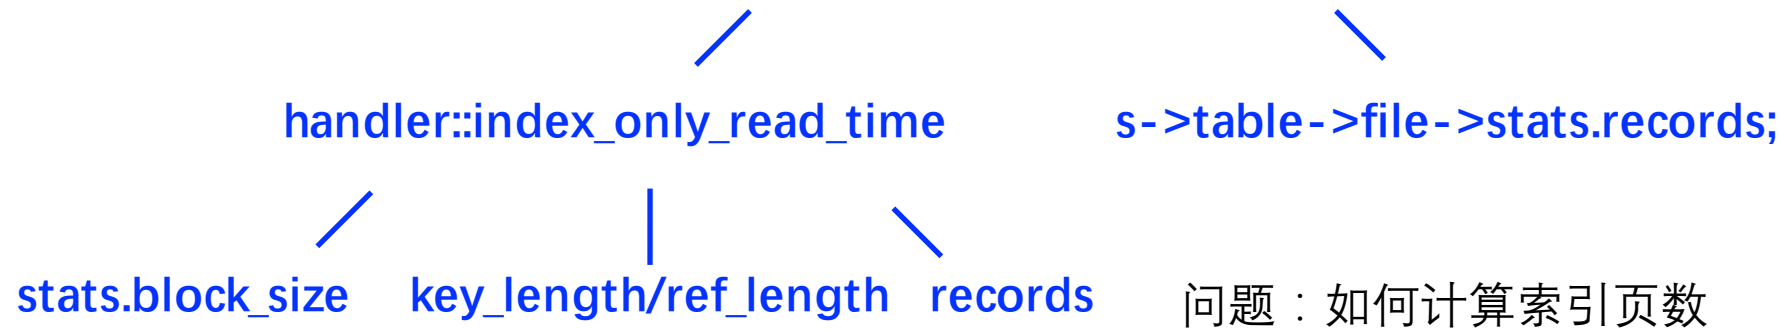 handler::index_only_read_time s->table->file->stats.records;
stats.block_size key_length/ref_length records 问题：如何计算索引页数